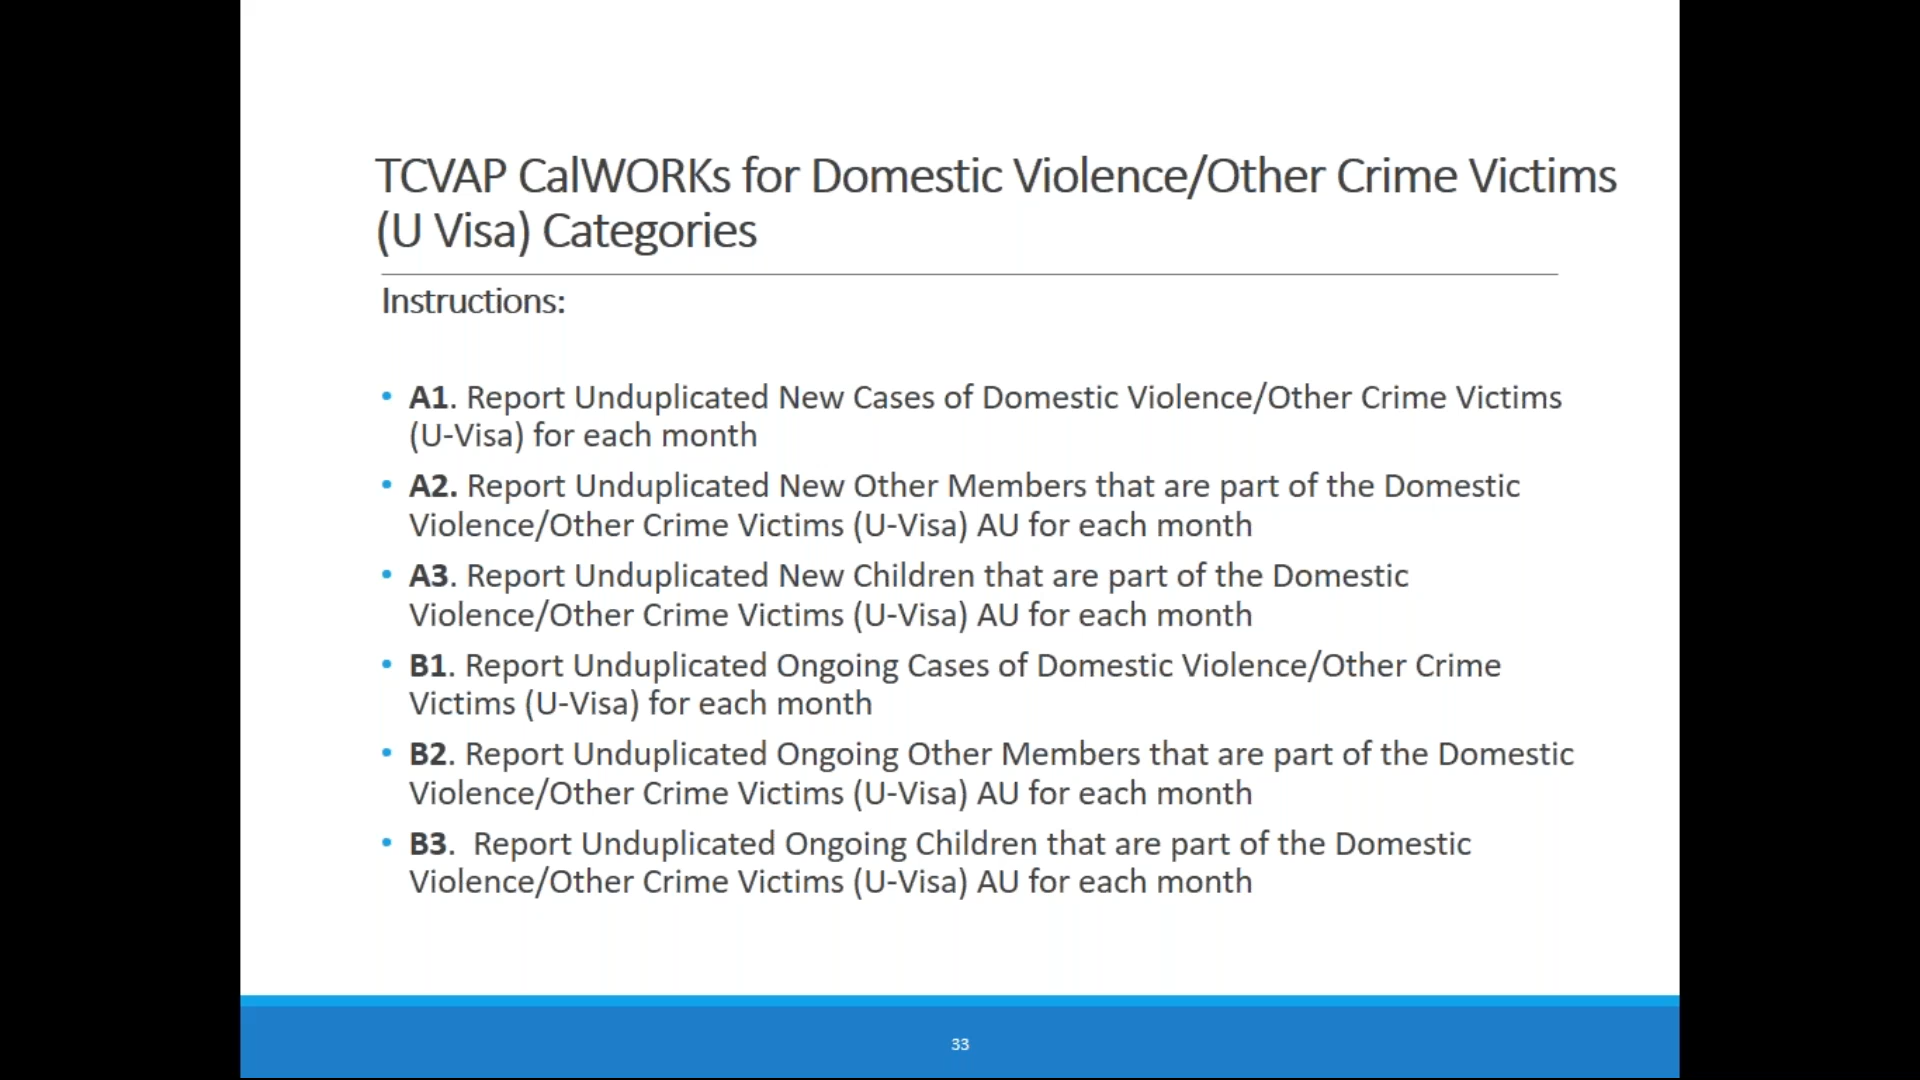 TCVAP CalWORKs for Domestic Violence/Other Crime Victims
(U Visa) Categories
Instructions:
• A1. Report Unduplicated New Cases of Domestic Violence/Other Crime Victims
(U-Visa) for each month
• A2. Report Unduplicated New Other Members that are part of the Domestic
Violence/Other Crime Victims (U-Visa) AU for each month
• A3. Report Unduplicated New Children that are part of the Domestic
Violence/Other Crime Victims (U-Visa) AU for each month
• B1. Report Unduplicated Ongoing Cases of Domestic Violence/Other Crime
Victims (U-Visa) for each month
• B2. Report Unduplicated Ongoing Other Members that are part of the Domestic
Violence/Other Crime Victims (U-Visa) AU for each month
• B3.  Report Unduplicated Ongoing Children that are part of the Domestic
Violence/Other Crime Victims (U-Visa) AU for each month
33